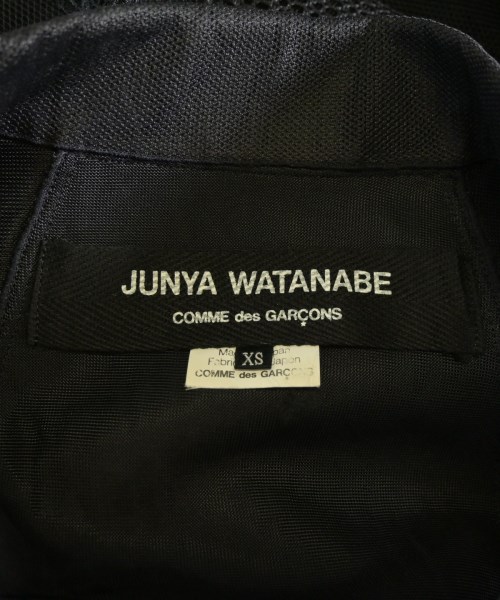 JUNYA WATANABE
COMME des GARÇONS
XS
COMME des GARÇONS